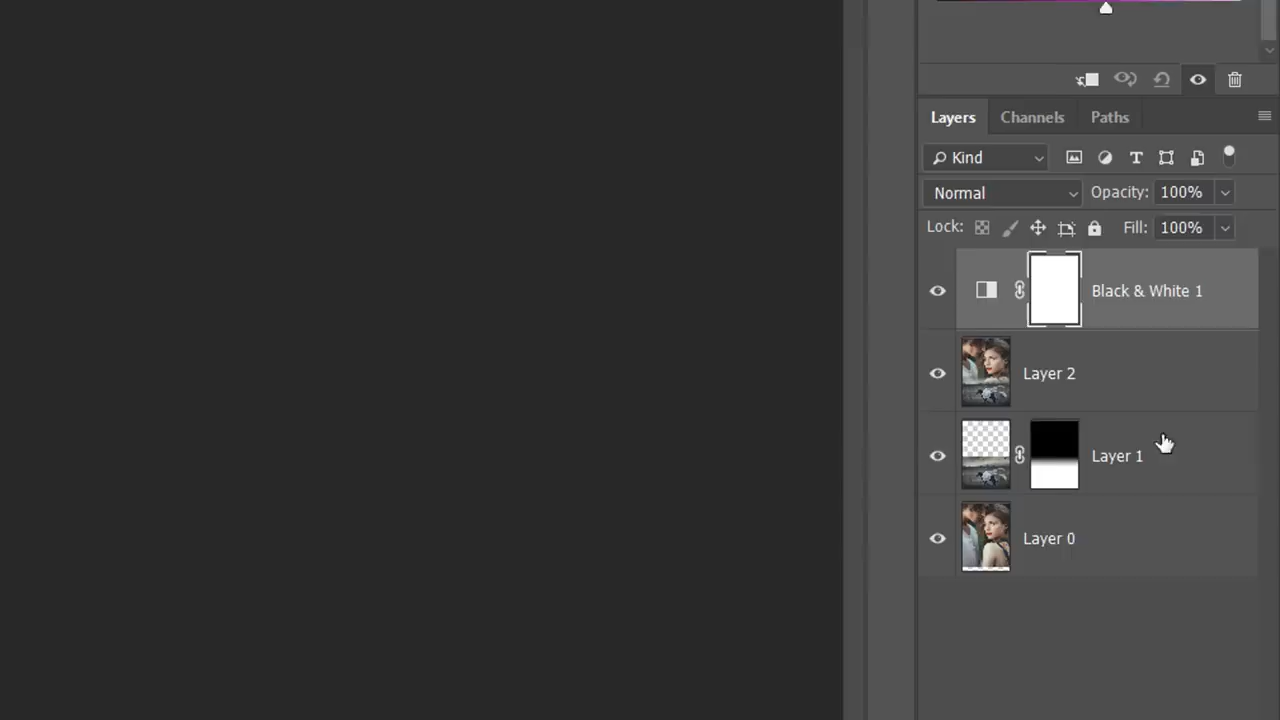 Layers Channels Paths
Kind
Normal Opacity: 100%
Lock: Fill: 100%
Black & White 1
Layer 2
Layer 1
Layer 0